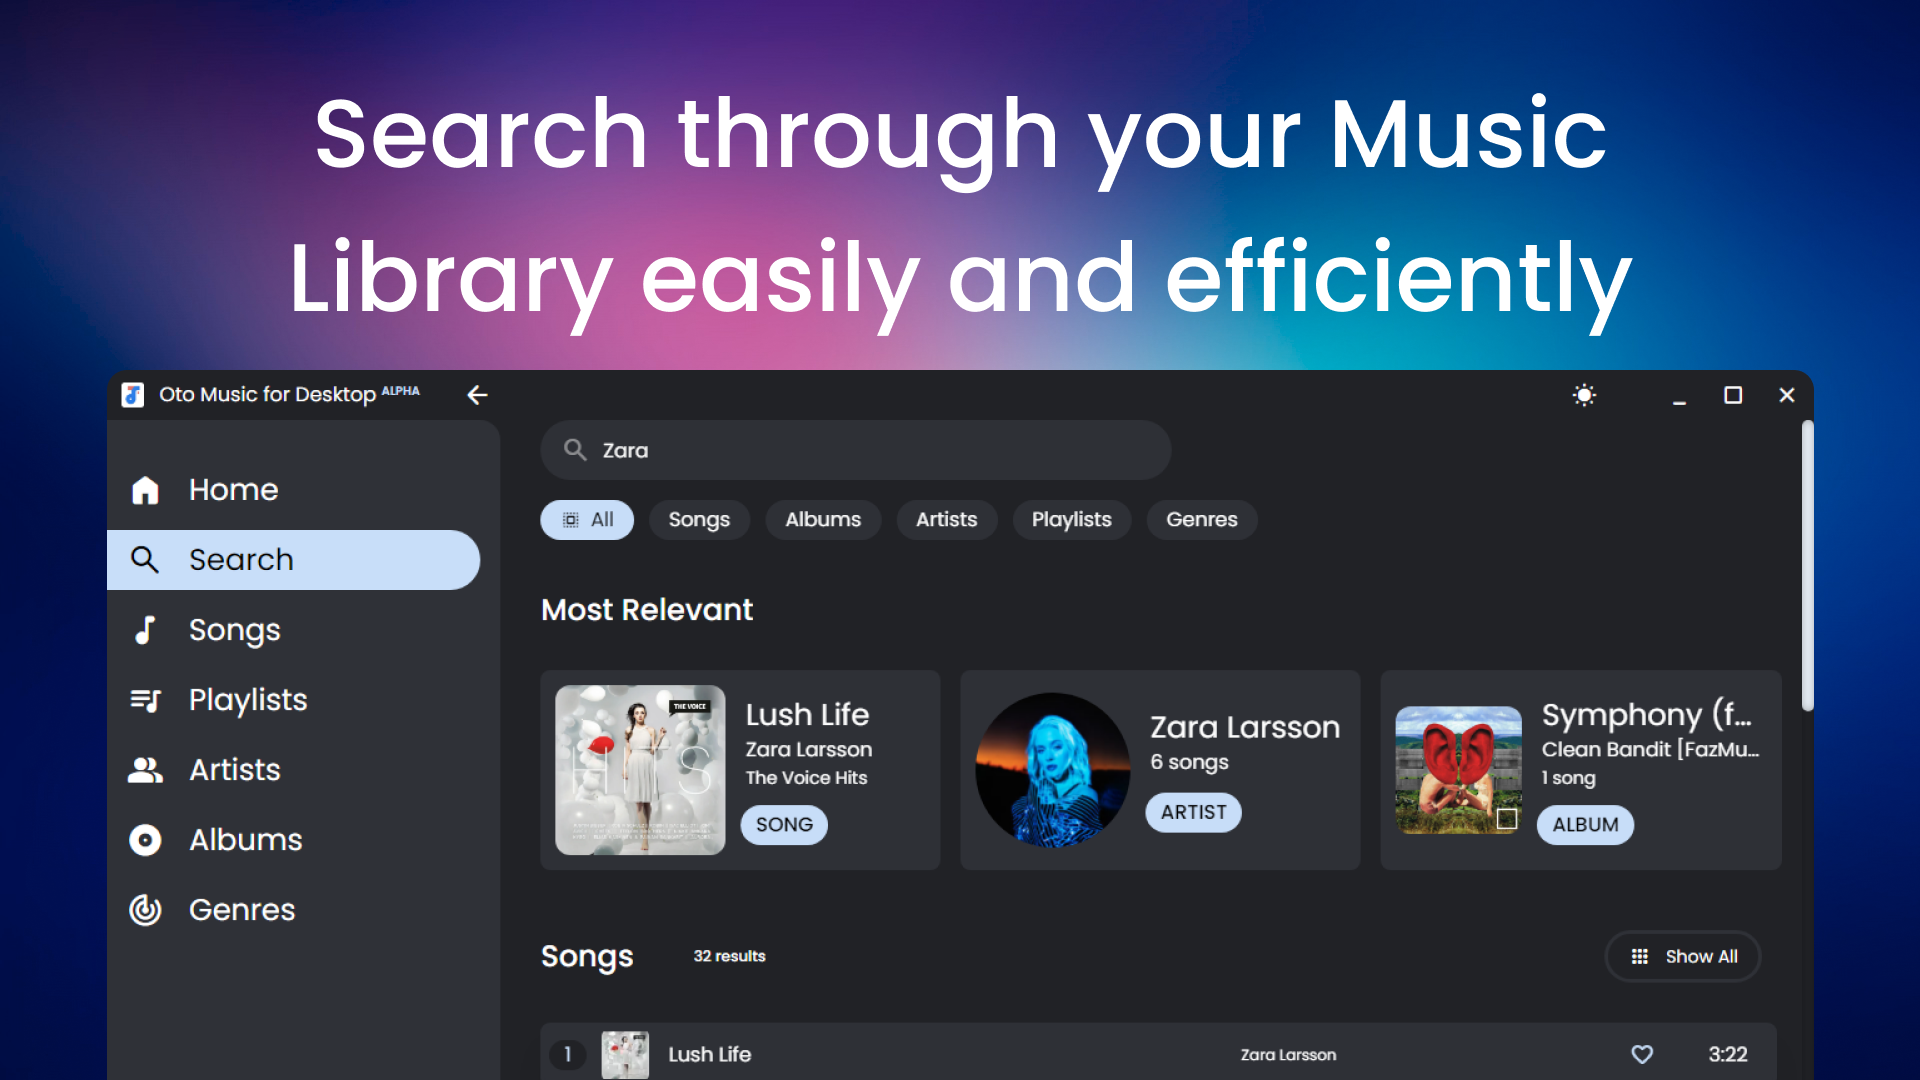 Search through your Music
Library easily and efficiently
Oto Music for Desktop ALPHA
Home
Search
Songs
Playlists
Artists
Albums
Genres
Zara
All
Songs
Albums
Artists
Playlists
Genres
Most Relevant
THE VOICE
HITS
Lush Life
Zara Larsson
The Voice Hits
SONG
Zara Larsson
6 songs
ARTIST
Symphony (f...
Clean Bandit [FazMu...
1 song
ALBUM
Songs
32 results
Show All
1
Lush Life
Zara Larsson
3:22